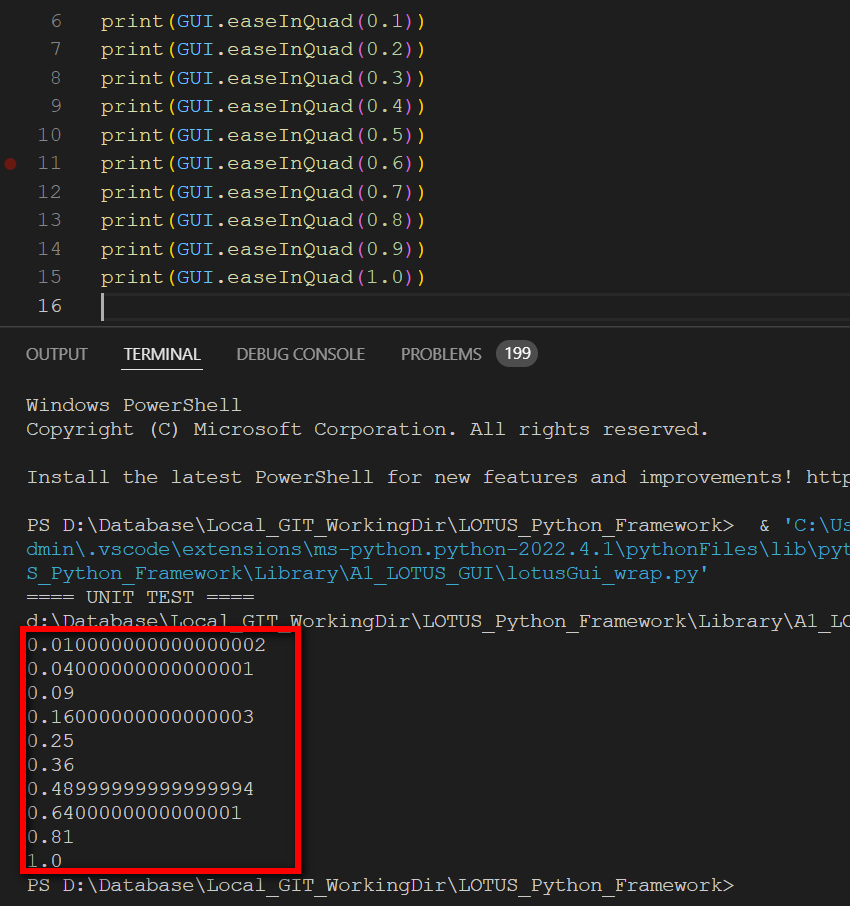 6 print(GUI.easeInQuad(0.1))
7 print(GUI.easeInQuad(0.2))
8 print(GUI.easeInQuad(0.3))
9 print(GUI.easeInQuad(0.4))
10 print(GUI.easeInQuad(0.5))
11 print(GUI.easeInQuad(0.6))
12 print(GUI.easeInQuad(0.7))
13 print(GUI.easeInQuad(0.8))
14 print(GUI.easeInQuad(0.9))
15 print(GUI.easeInQuad(1.0))
16
OUTPUT TERMINAL DEBUG CONSOLE PROBLEMS 199
Windows PowerShell
Copyright (C) Microsoft Corporation. All rights reserved.
Install the latest PowerShell for new features and improvements! http
PS D:\Database\Local_GIT_WorkingDir\LOTUS_Python_Framework> & 'C:\Us
dmin\.vscode\extensions\ms-python.python-2022.4.1\pythonFiles\lib\pyt
S_Python_Framework\Library\A1_LOTUS_GUI\lotusGui_wrap.py'
==== UNIT TEST ====
d:\Database\Local_GIT_WorkingDir\LOTUS_Python_Framework\Library\A1_LO
0.010000000000000002
0.04000000000000001
0.09
0.16000000000000003
0.25
0.36
0.48999999999999994
0.6400000000000001
0.81
1.0
PS D:\Database\Local_GIT_WorkingDir\LOTUS_Python_Framework>